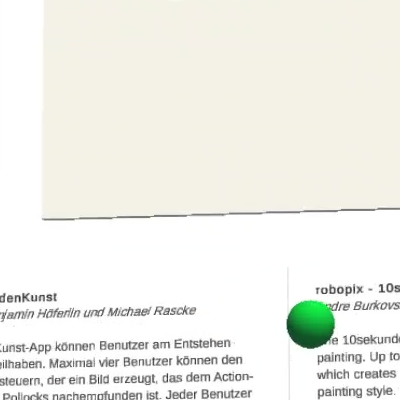 denKunst
jamin Höferlin und Michael Rascke
Kunst-App können Benutzer am Entstehen
eilhaben. Maximal vier Benutzer können den
steuern, der ein Bild erzeugt, das dem Action-
Pollocks nachempfunden ist. Jeder Benutzer
robopix - 10s
ndre Burkovs
he 10sekund
painting. Up to
which creates
painting style.